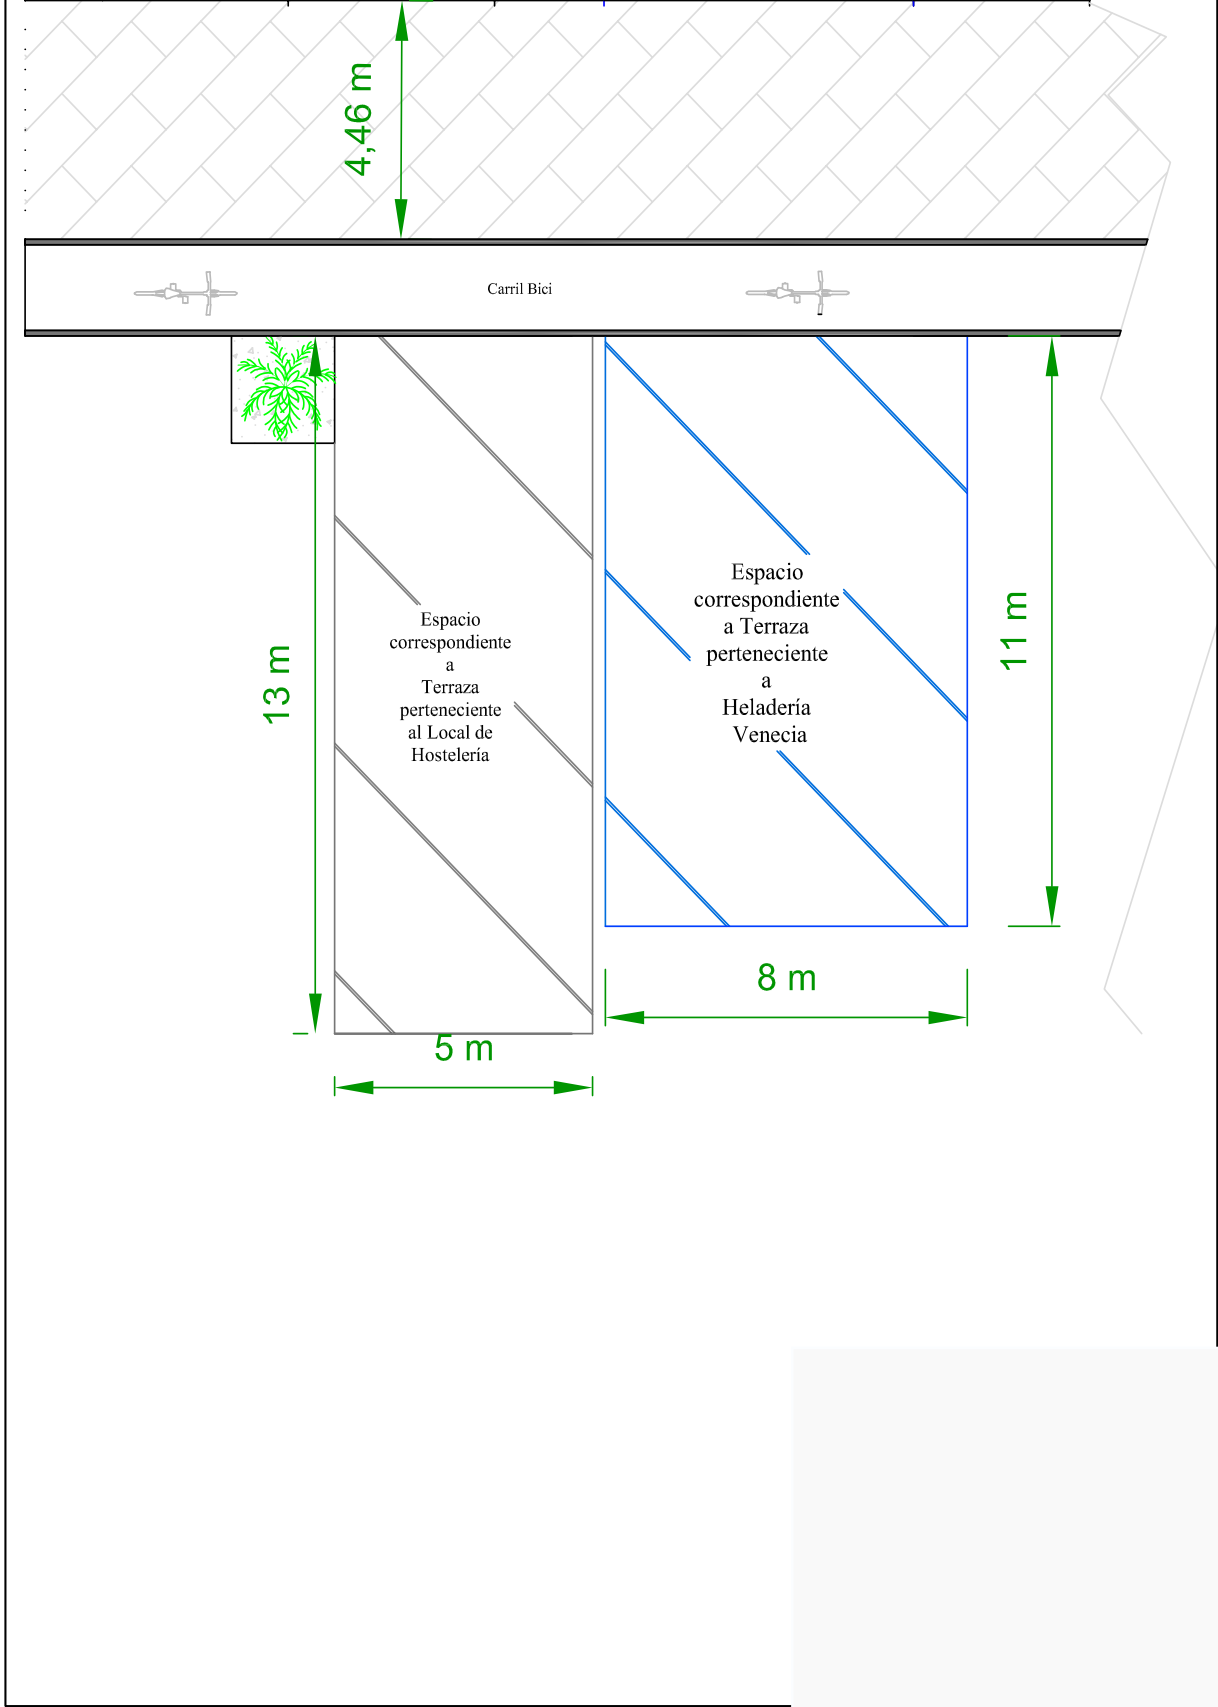 4,46 m
Carril Bici
Espacio
correspondiente
a
Terraza
perteneciente
al Local de
Hostelería
Espacio
correspondiente
a Terraza
perteneciente
a
Heladería
Venecia
13 m
11 m
8 m
5 m